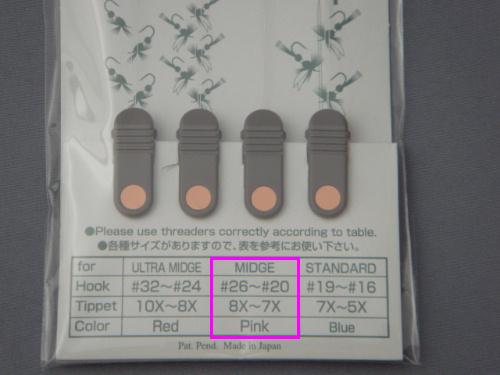 ●Please use threaders correctly according to table.
●各種サイズがありますので、表を参考にお使い下さい。
for ULTRA MIDGE MIDGE STANDARD
Hook #32～#24 #26～#20 #19～#16
Tippet 10X～8X 8X～7X 7X～5X
Color Red Pink Blue
Pat. Pend. Made in Japan